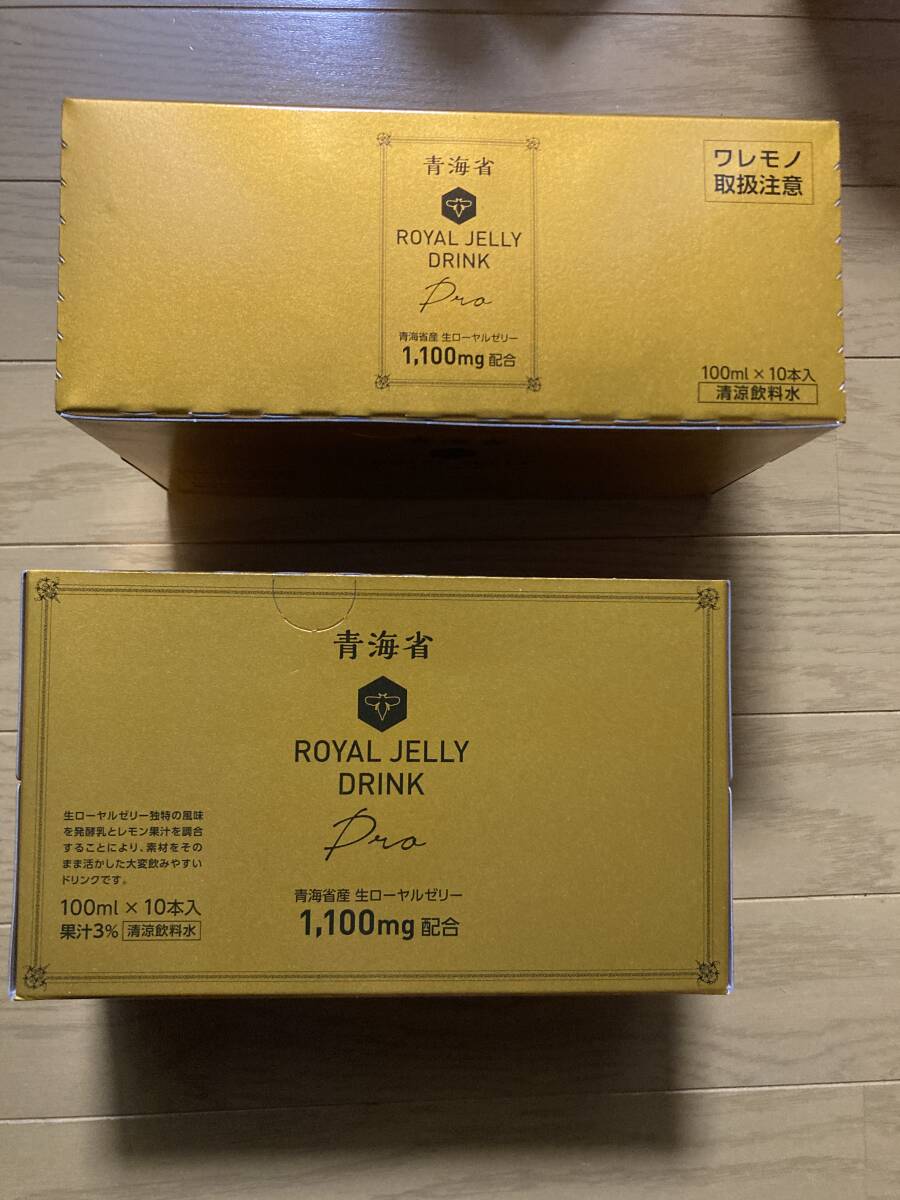 青海省
ROYAL JELLY
DRINK
Pro
青海省産 生ローヤルゼリー
1,100mg 配合
ワレモノ
取扱注意
100ml × 10本入
清涼飲料水
青海省
ROYAL JELLY
DRINK
Pro
青海省産 生ローヤルゼリー
1,100mg 配合
生ローヤルゼリー独特の風味
を発酵乳とレモン果汁を調合
することにより、素材をその
まま活かした大変飲みやすい
ドリンクです。
100ml × 10本入
果汁3% 清涼飲料水